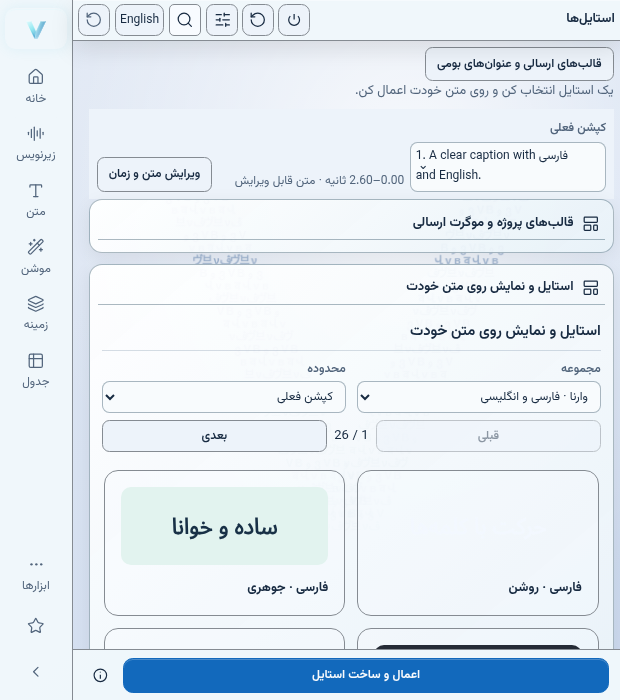 استایل‌ها
English
قالب‌های ارسالی و عنوان‌های بومی
یک استایل انتخاب کن و روی متن خودت اعمال کن.
کپشن فعلی
1. A clear caption with فارسی
and English.
0.00–2.60 ثانیه · متن قابل ویرایش
ویرایش متن و زمان
قالب‌های پروژه و موگرت ارسالی
استایل و نمایش روی متن خودت
استایل و نمایش روی متن خودت
مجموعه
محدوده
وارنا · فارسی و انگلیسی
کپشن فعلی
قبلی
1 / 26
بعدی
ساده و خوانا
فارسی · روشن
فارسی · جوهری
اعمال و ساخت استایل
خانه
زیرنویس
متن
موشن
زمینه
جدول
ابزارها